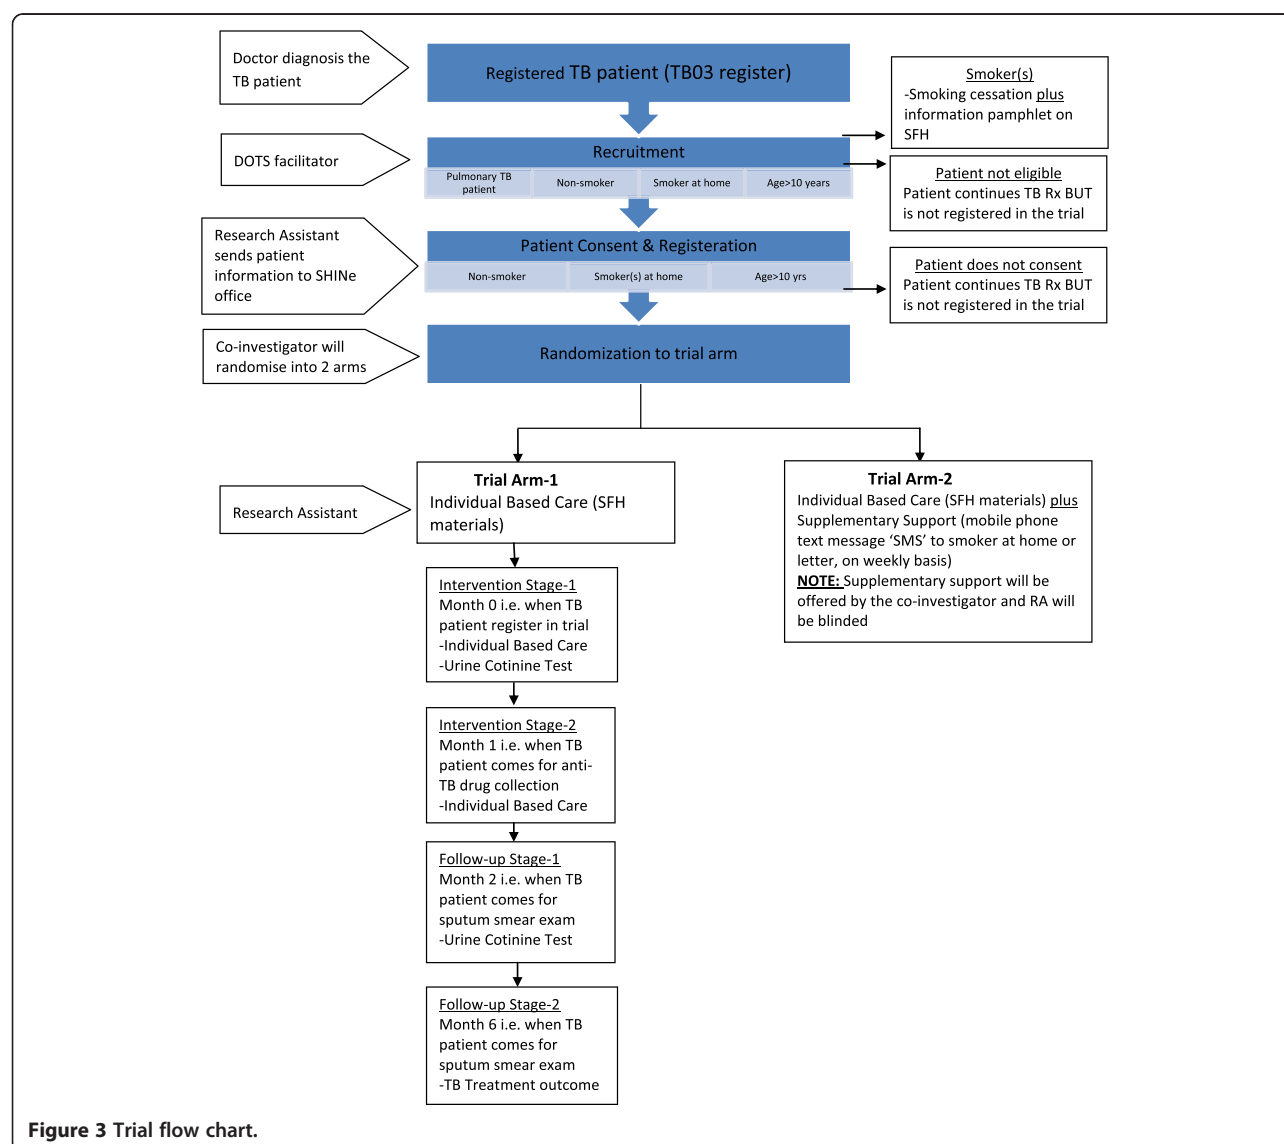 Doctor diagnosis the
TB patient
Registered TB patient (TB03 register)
Smoker(s)
-Smoking cessation plus
information pamphlet on
SFH
DOTS facilitator
Recruitment
Pulmonary TB
patient
Non-smoker
Smoker at home
Age>10 years
Patient not eligible
Patient continues TB Rx BUT
is not registered in the trial
Research Assistant
sends patient
information to SHINe
office
Patient Consent & Registeration
Non-smoker
Smoker(s) at home
Age>10 yrs
Patient does not consent
Patient continues TB Rx BUT
is not registered in the trial
Co-investigator will
randomise into 2 arms
Randomization to trial arm
Research Assistant
Trial Arm-1
Individual Based Care (SFH
materials)
Trial Arm-2
Individual Based Care (SFH materials) plus
Supplementary Support (mobile phone
text message ‘SMS’ to smoker at home or
letter, on weekly basis)
NOTE: Supplementary support will be
offered by the co-investigator and RA will
be blinded
Intervention Stage-1
Month 0 i.e. when TB
patient register in trial
-Individual Based Care
-Urine Cotinine Test
Intervention Stage-2
Month 1 i.e. when TB
patient comes for anti-
TB drug collection
-Individual Based Care
Follow-up Stage-1
Month 2 i.e. when TB
patient comes for
sputum smear exam
-Urine Cotinine Test
Follow-up Stage-2
Month 6 i.e. when TB
patient comes for
sputum smear exam
-TB Treatment outcome
Figure 3 Trial flow chart.